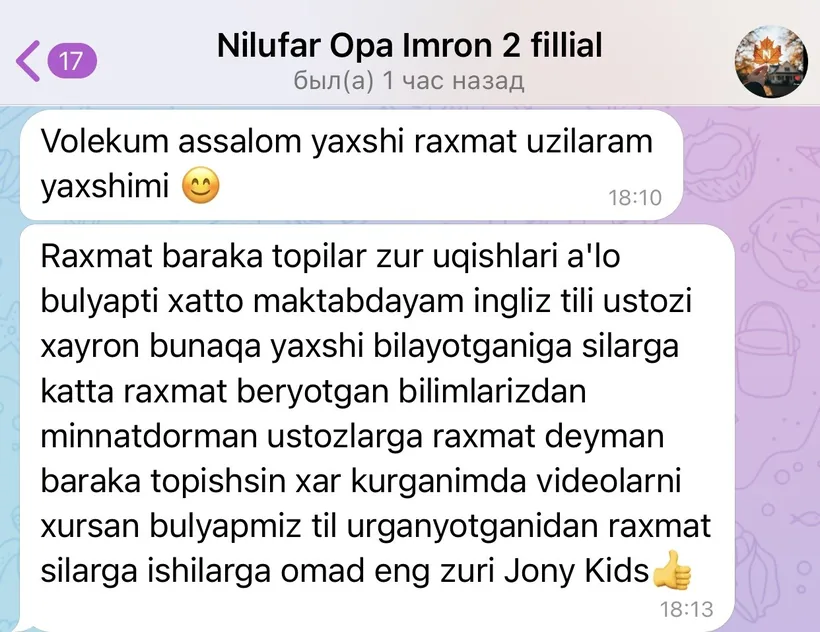 17
Nilufar Opa Imron 2 fillial
был(а) 1 час назад
Volekum assalom yaxshi raxmat uzilaram
yaxshimi 😊
18:10
Raxmat baraka topilar zur uqishlari a'lo
bulyapti xatto maktabdayam ingliz tili ustozi
xayron bunaqa yaxshi bilayotganiga silarga
katta raxmat beryotgan bilimlarizdan
minnatdorman ustozlarga raxmat deyman
baraka topishsin xar kurganimda videolarni
xursan bulyapmiz til urganyotganidan raxmat
silarga ishilarga omad eng zuri Jony Kids👍
18:13